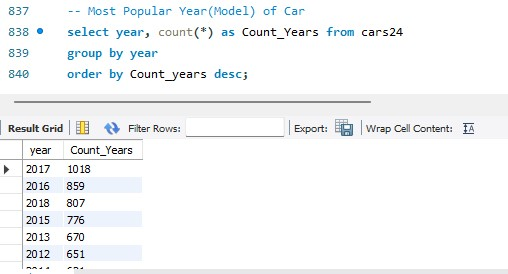 837 -- Most Popular Year(Model) of Car
838 select year, count(*) as Count_Years from cars24
839 group by year
840 order by Count_years desc;
Result Grid Filter Rows: Export: Wrap Cell Content:
year Count_Years
2017 1018
2016 859
2018 807
2015 776
2013 670
2012 651